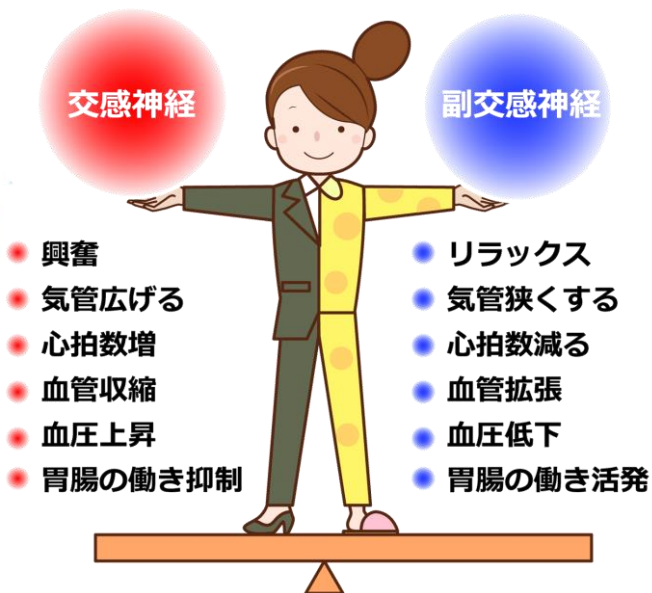 交感神経
副交感神経
興奮
気管広げる
心拍数増
血管収縮
血圧上昇
胃腸の働き抑制
リラックス
気管狭くする
心拍数減る
血管拡張
血圧低下
胃腸の働き活発